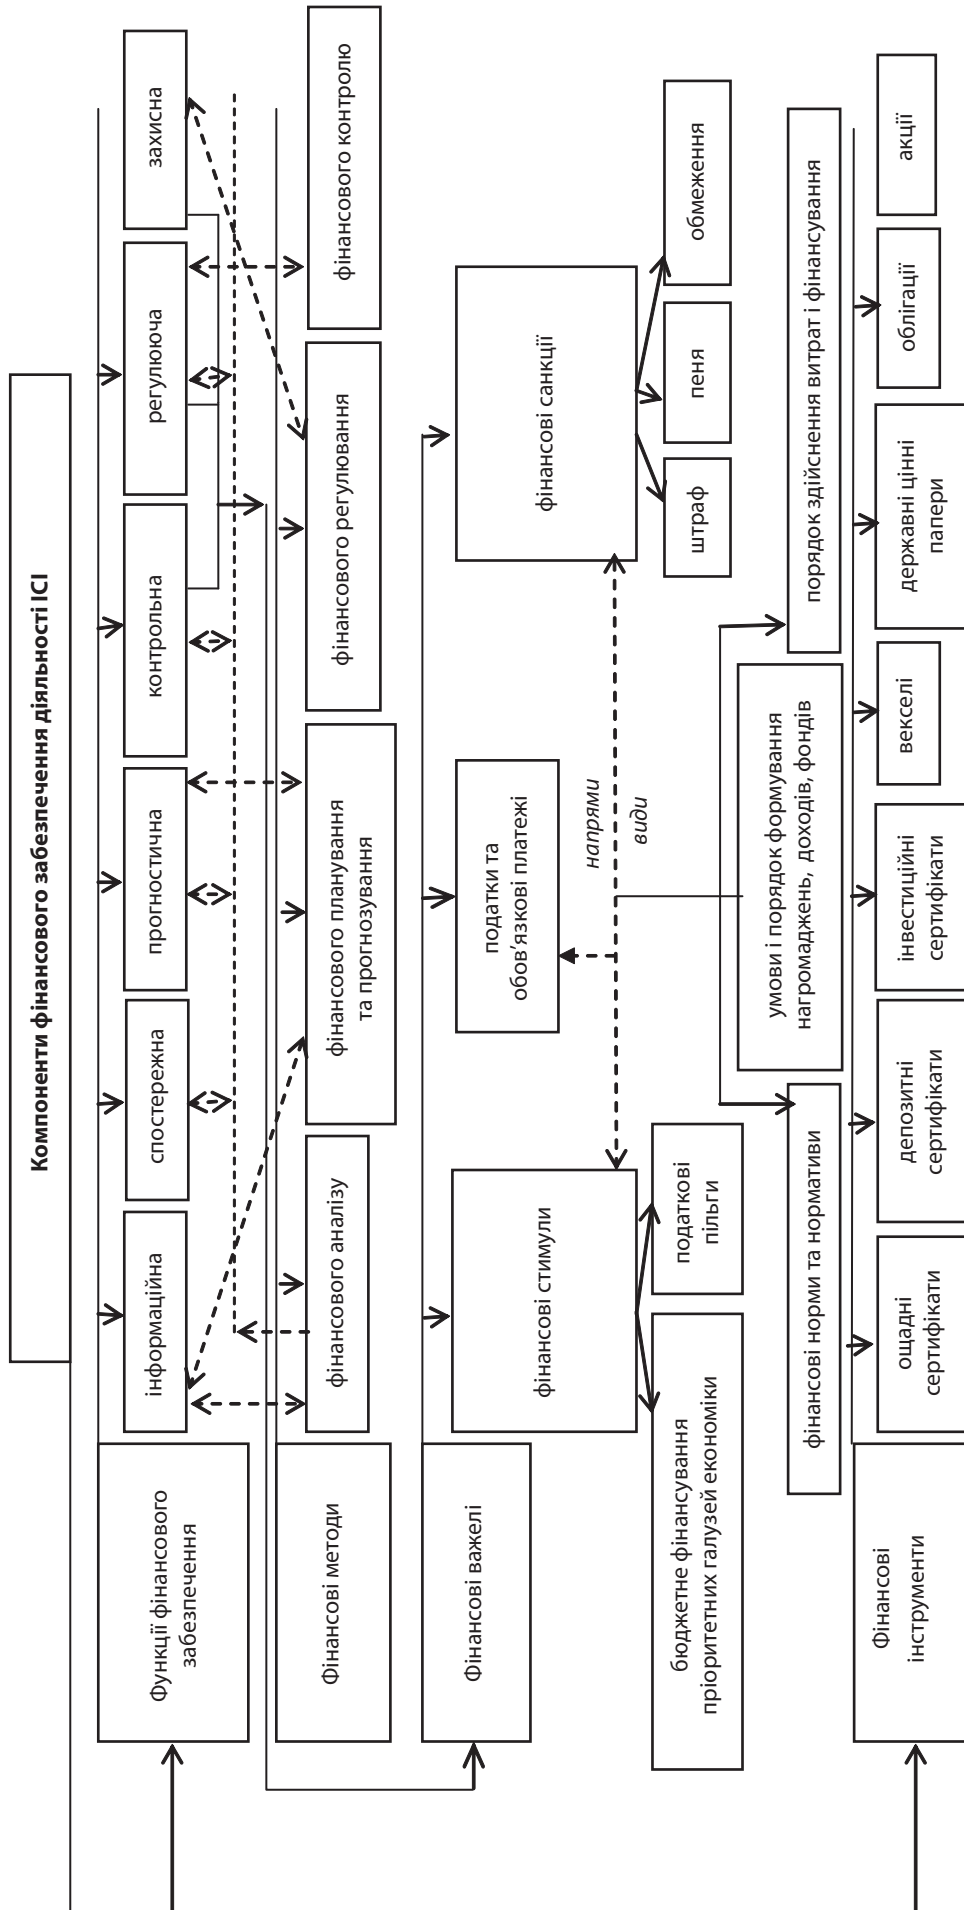 Компоненти фінансового забезпечення діяльності ІСІ
Функції фінансового
забезпечення
інформаційна
спостережна
прогностична
контрольна
регулююча
захисна
Фінансові методи
фінансового аналізу
фінансового планування
та прогнозування
фінансового регулювання
фінансового контролю
Фінансові важелі
фінансові стимули
податки та
обов’язкові платежі
фінансові санкції
напрями
види
бюджетне фінансування
пріоритетних галузей економіки
податкові
пільги
штраф
пеня
обмеження
фінансові норми та нормативи
умови і порядок формування
нагромаджень, доходів, фондів
порядок здійснення витрат і фінансування
Фінансові
інструменти
ощадні
сертифікати
депозитні
сертифікати
інвестиційні
сертифікати
векселі
державні цінні
папери
облігації
акції